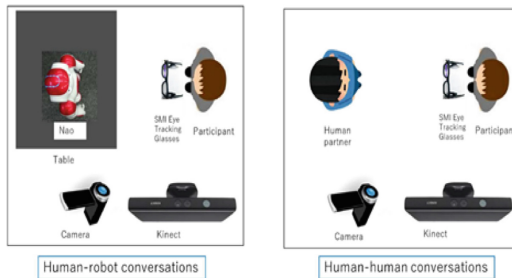 Nao
SMI Eye
Tracking
Glasses
Participant
Table
Camera
Kinect
Human-robot conversations
Human
partner
SMI Eye
Tracking
Glasses
Participan
Camera
Kinect
Human-human conversations